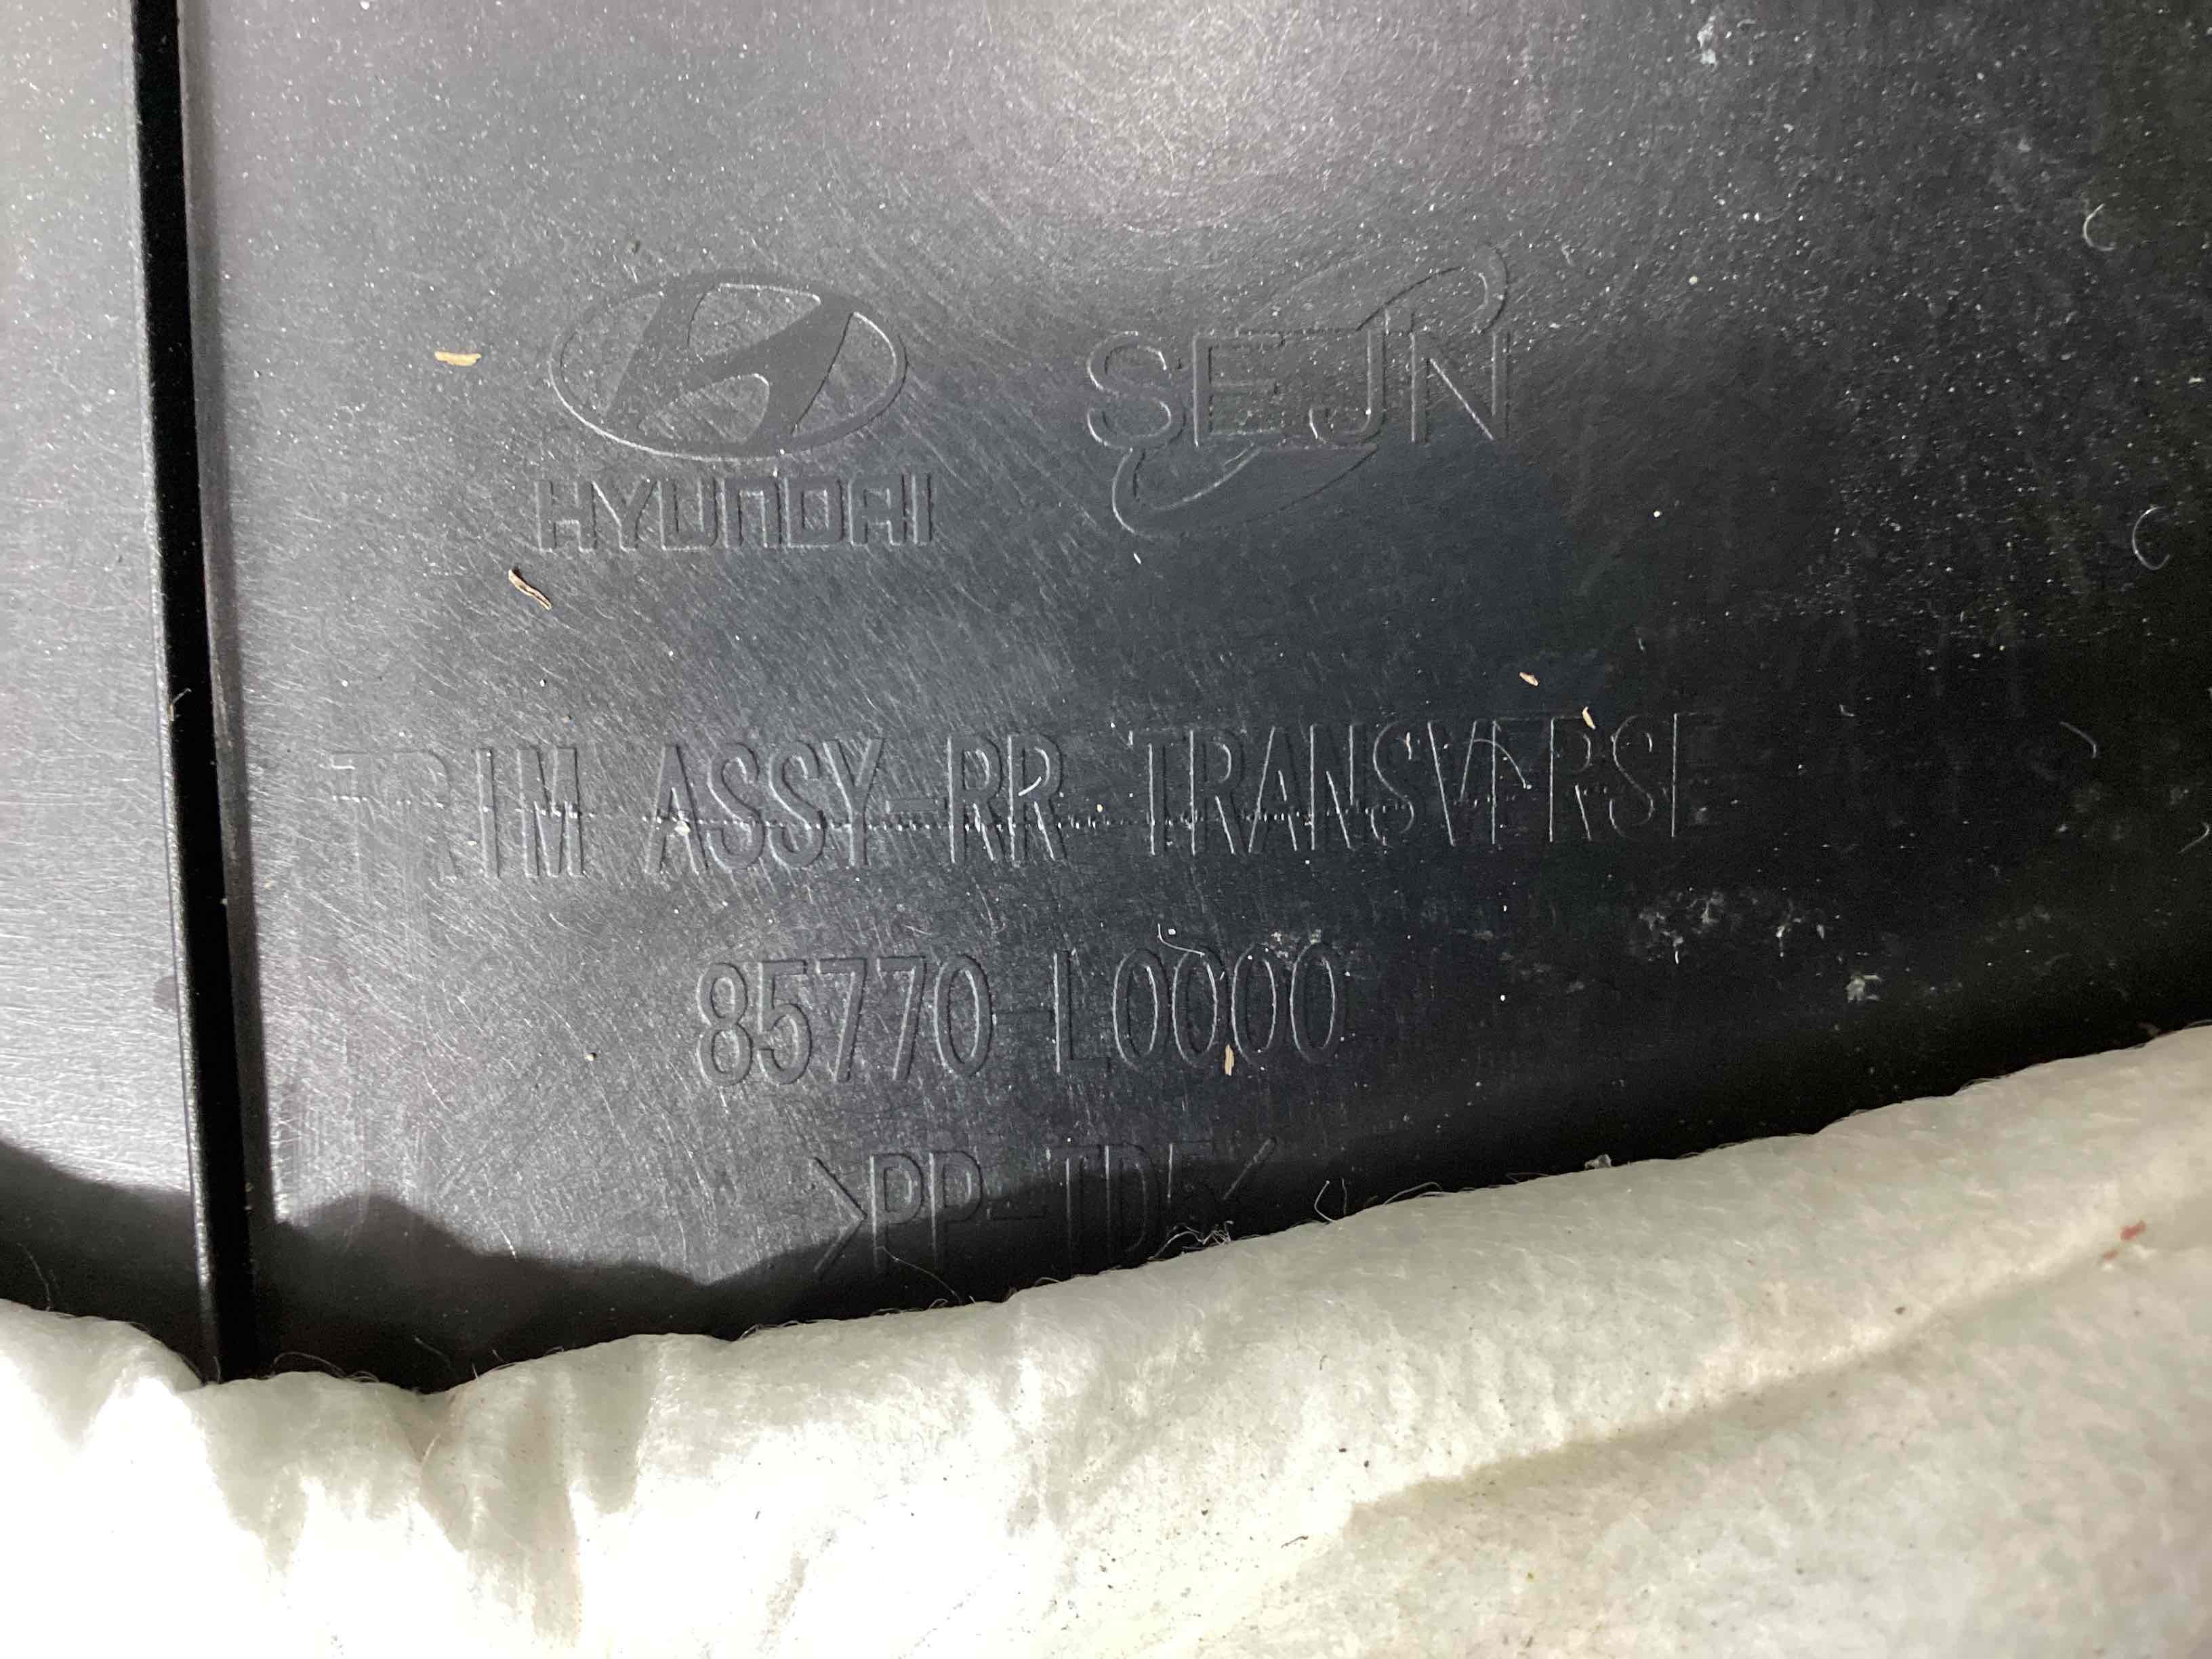 HYUNDAI SEJIN
TRIM ASSY-RR TRANSVERSE
85770-L0000
>PP-TD5<